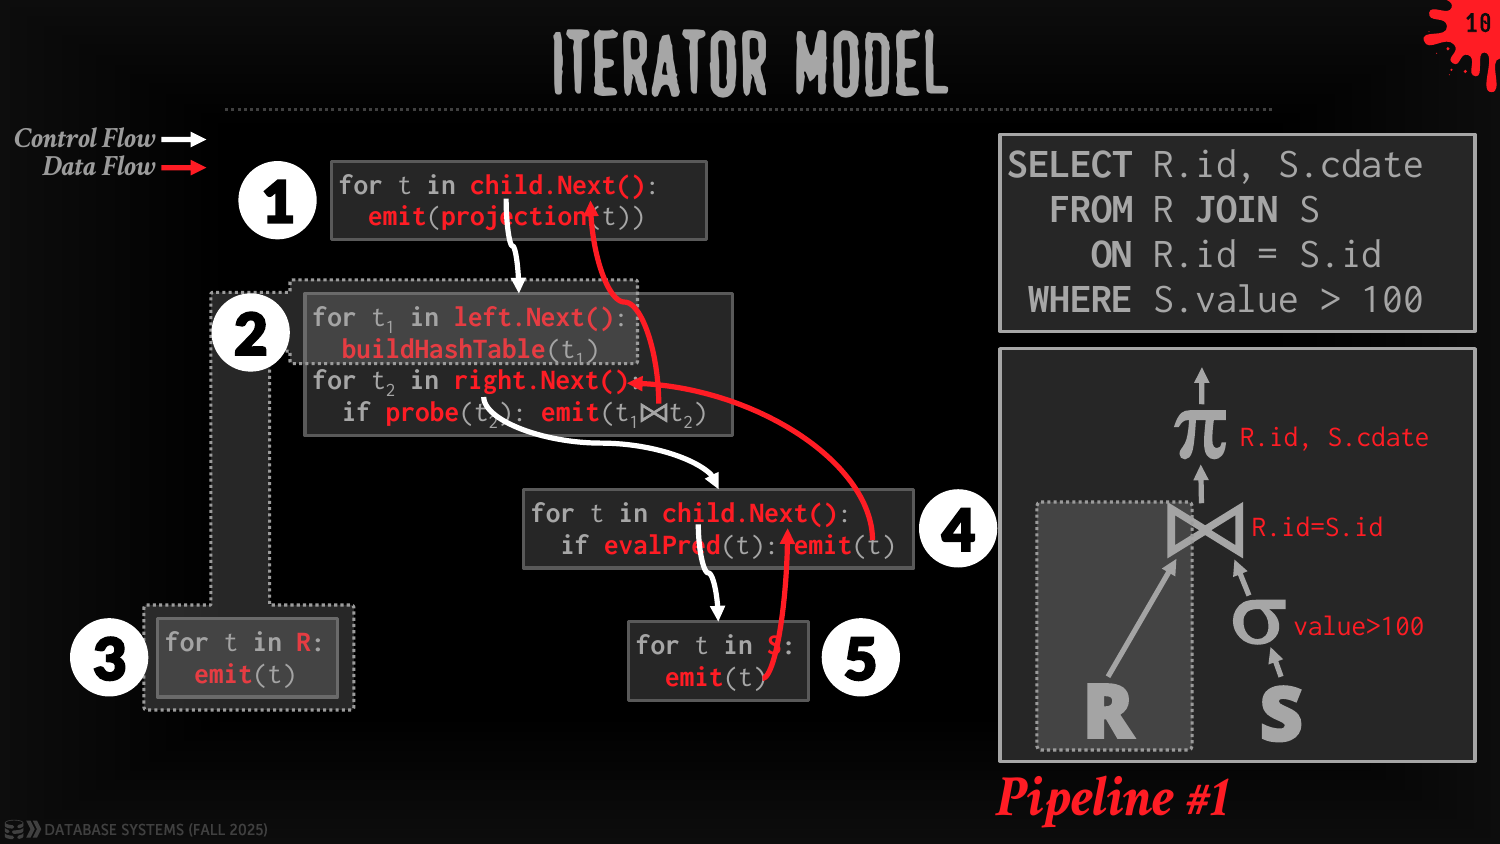 ITERATOR MODEL
10
Control Flow
Data Flow
1
for t in child.Next():
emit(projection(t))
2
for t₁ in left.Next():
buildHashTable(t₁)
for t₂ in right.Next():
if probe(t₂): emit(t₁⋈t₂)
3
for t in R:
emit(t)
for t in child.Next():
if evalPred(t): emit(t)
4
for t in S:
emit(t)
5
SELECT R.id, S.cdate
FROM R JOIN S
ON R.id = S.id
WHERE S.value > 100
π R.id, S.cdate
⋈ R.id=S.id
σ value>100
R S
Pipeline #1
DATABASE SYSTEMS (FALL 2025)